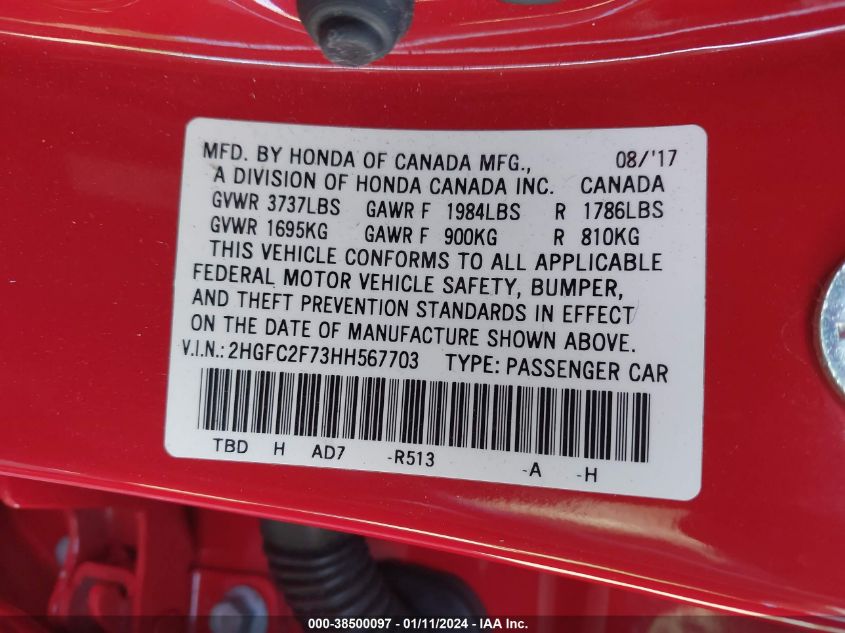 MFD. BY HONDA OF CANADA MFG., 08/'17
A DIVISION OF HONDA CANADA INC. CANADA
GVWR 3737LBS GAWR F 1984LBS R 1786LBS
GVWR 1695KG GAWR F 900KG R 810KG
THIS VEHICLE CONFORMS TO ALL APPLICABLE
FEDERAL MOTOR VEHICLE SAFETY, BUMPER,
AND THEFT PREVENTION STANDARDS IN EFFECT
ON THE DATE OF MANUFACTURE SHOWN ABOVE.
V.I.N.: 2HGFC2F73HH567703 TYPE: PASSENGER CAR
TBD H AD7 -R513 -A -H
000-38500097 - 01/11/2024 - IAA Inc.